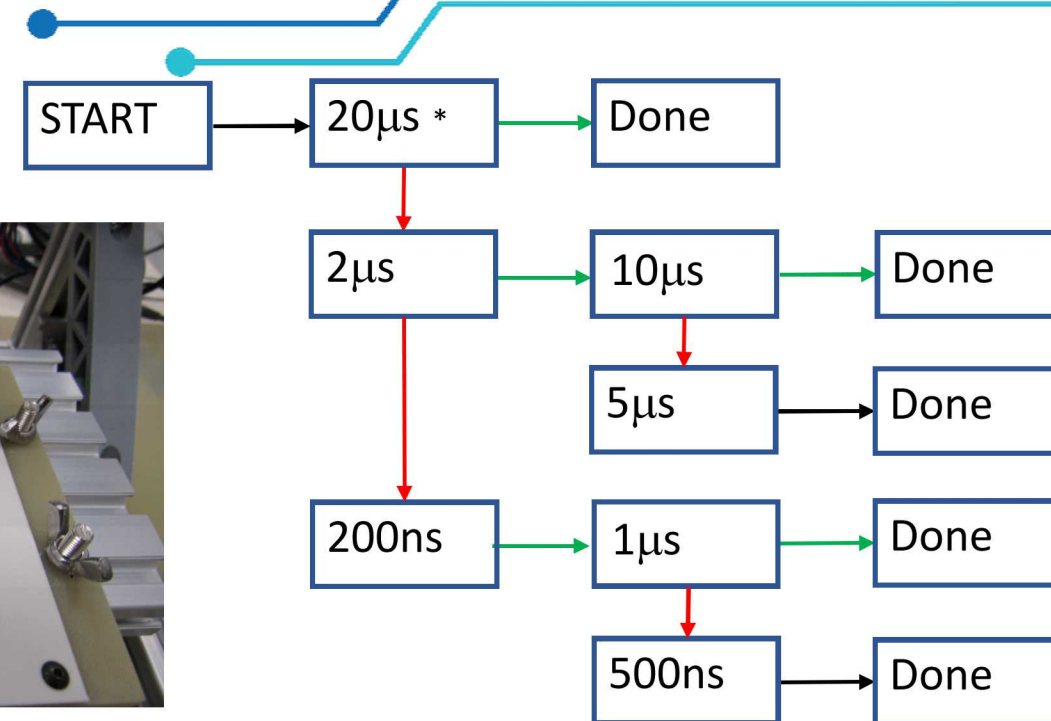 START
20μs *
Done
2μs
10μs
Done
5μs
Done
200ns
1μs
Done
500ns
Done